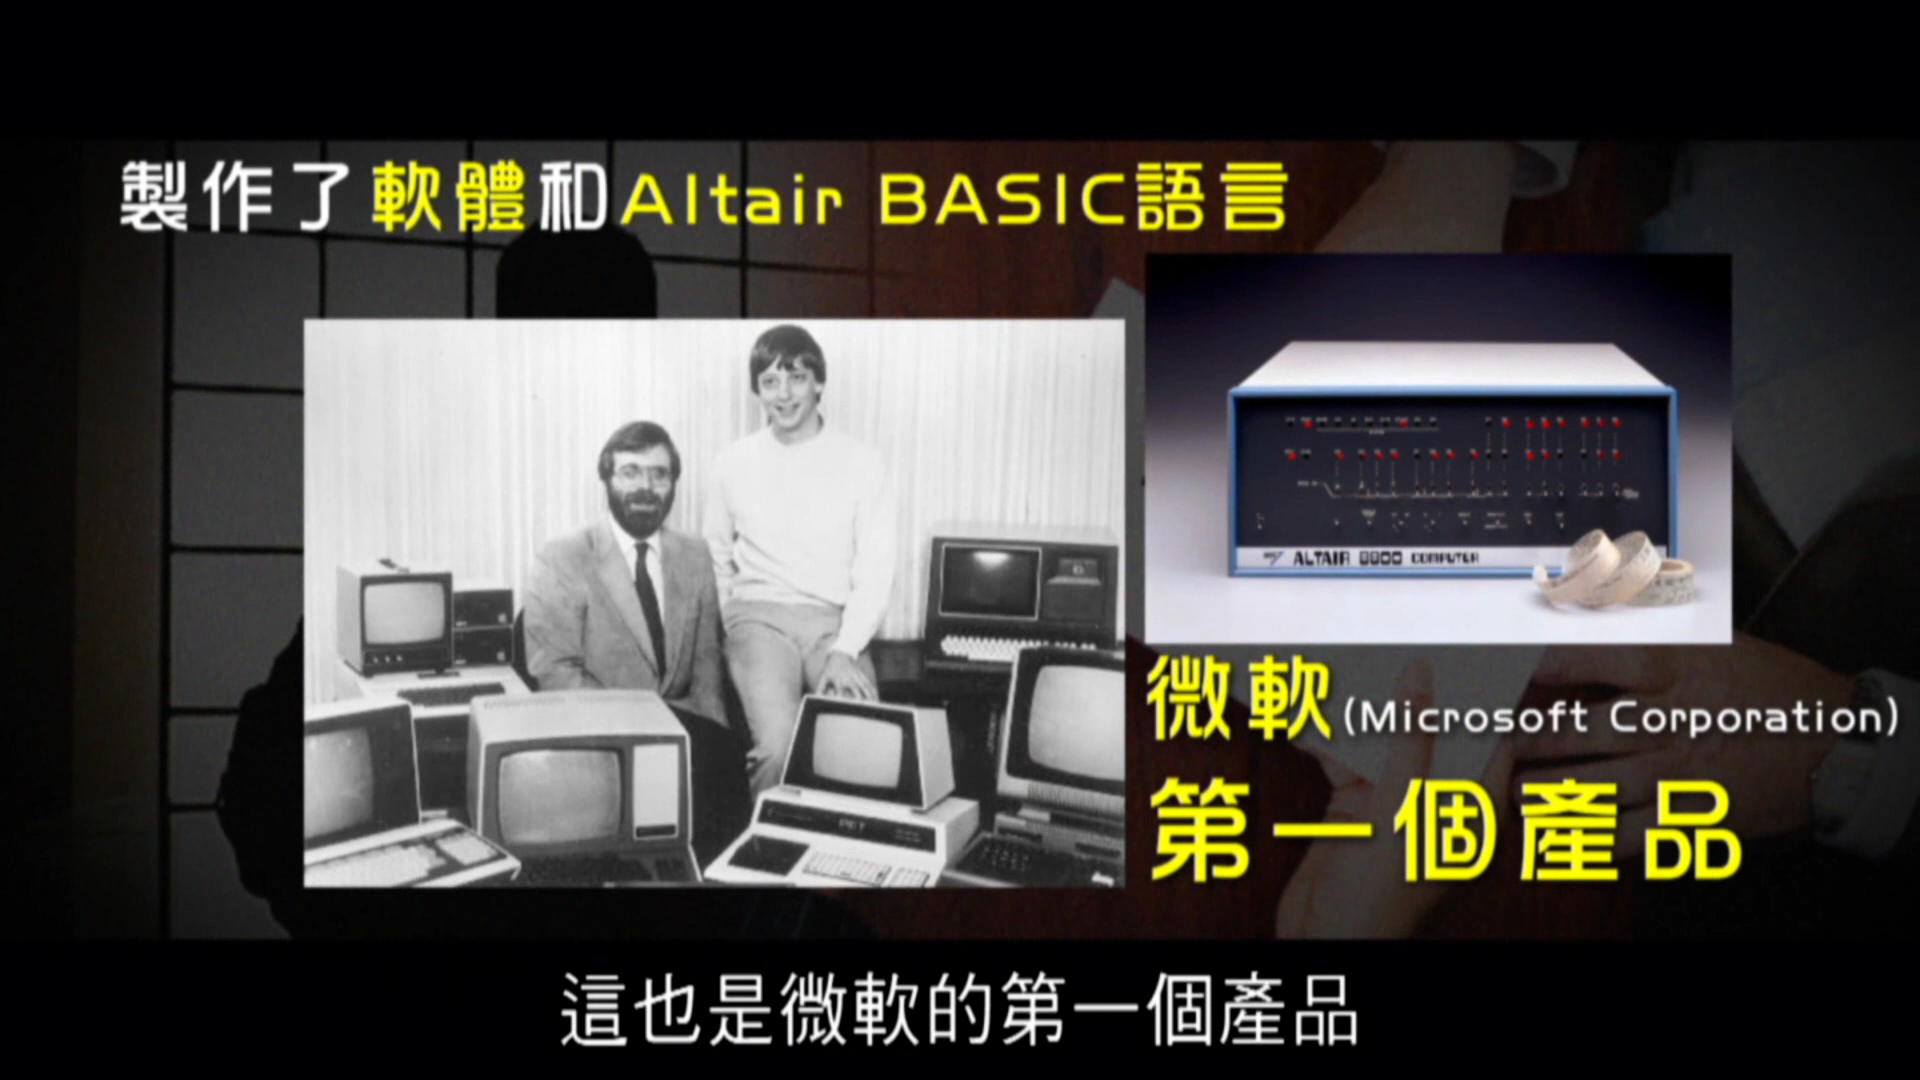 製作了軟體和Altair BASIC語言
ALTAIR 8800 COMPUTER
PET
微軟(Microsoft Corporation)
第一個產品
這也是微軟的第一個產品